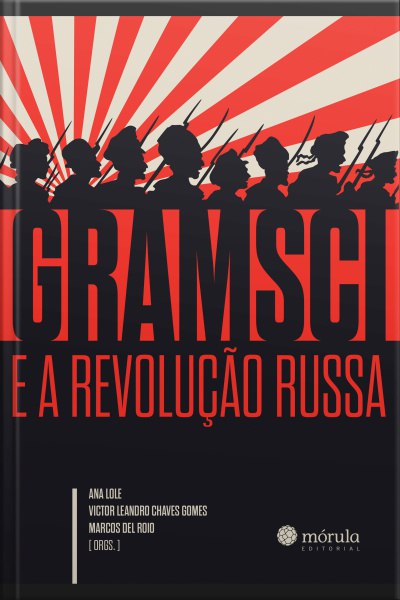 GRAMSCI
E A REVOLUÇÃO RUSSA
ANA LOLE
VICTOR LEANDRO CHAVES GOMES
MARCOS DEL ROIO
[ ORGS. ]
mórula
EDITORIAL